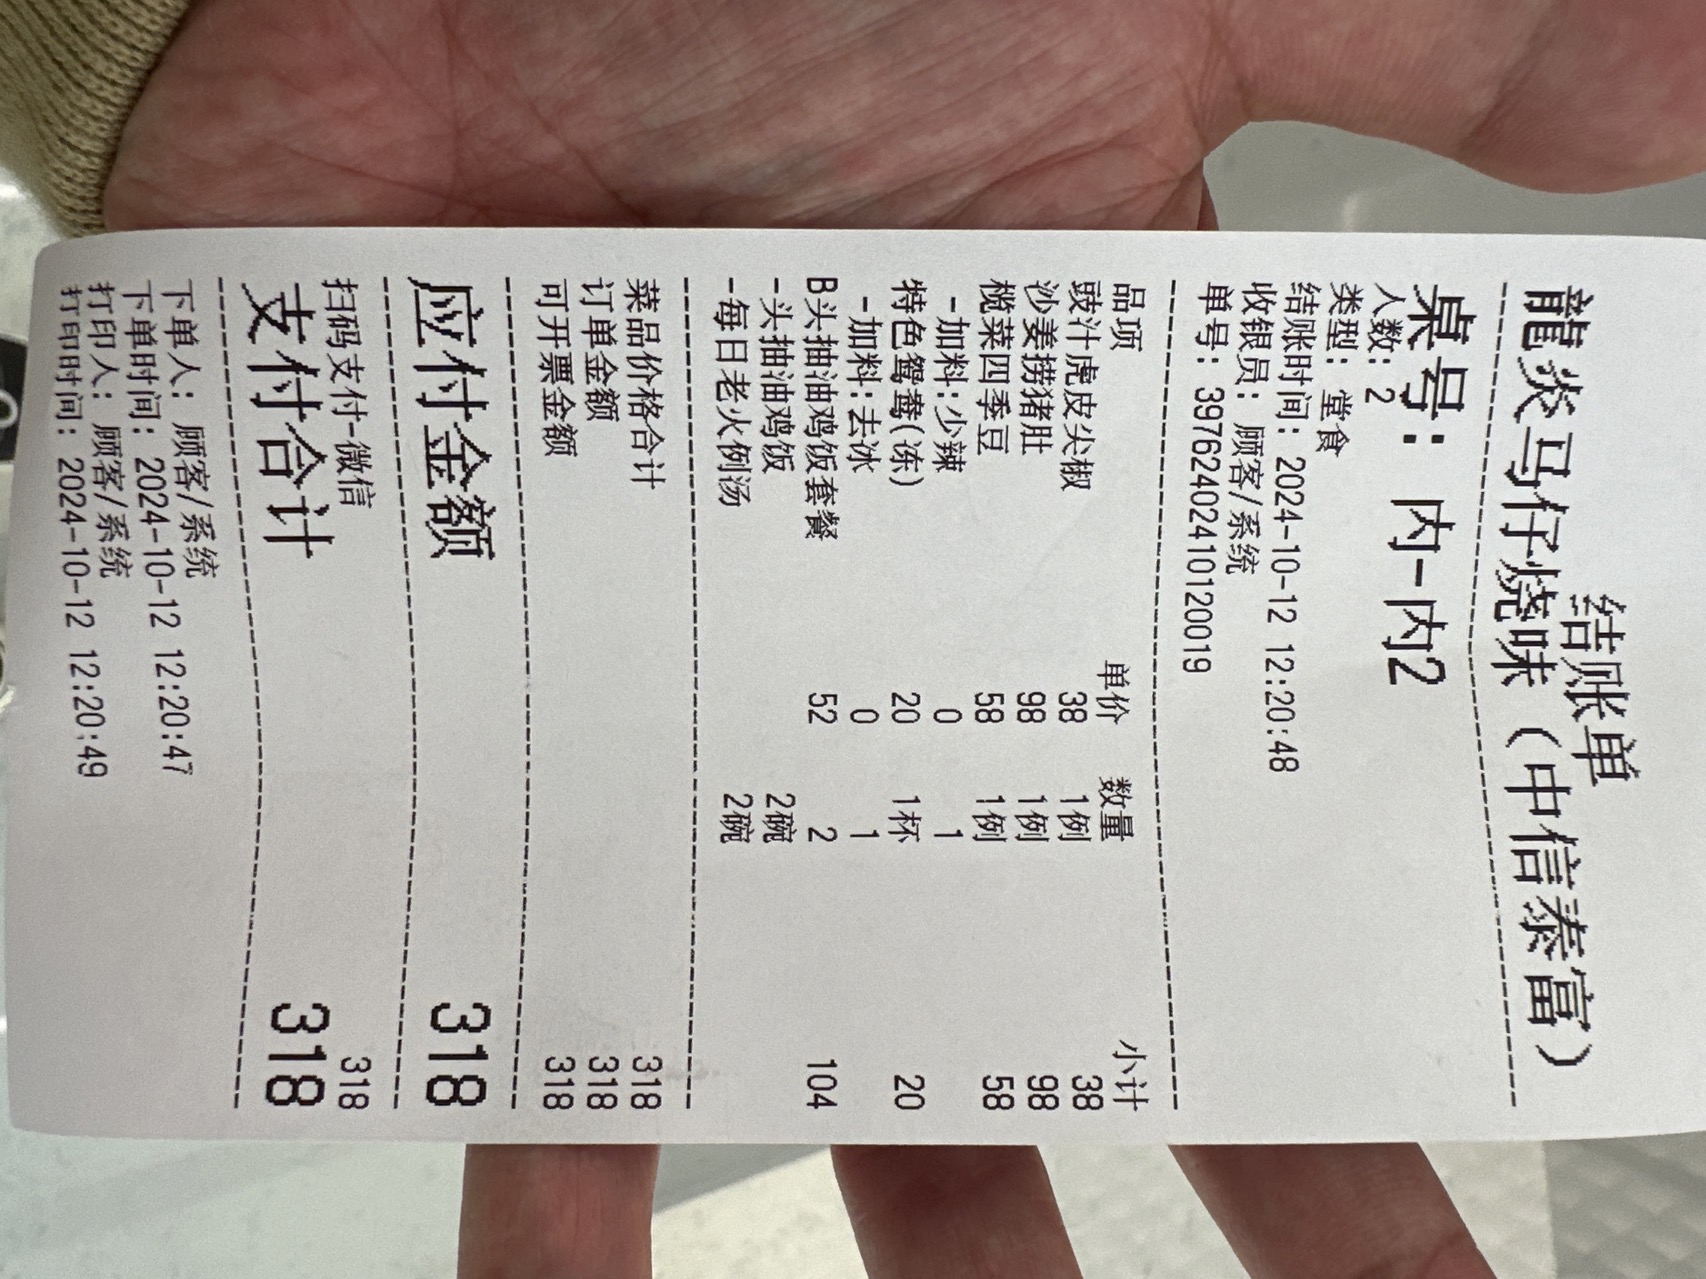 结账单
龍炎马仔烧味（中信泰富）
桌号：内-内2
人数：2
类型：堂食
结账时间：2024-10-12 12:20:48
收银员：顾客/系统
单号：397624024101120019
品项 单价 数量 小计
豉汁虎皮尖椒 38 1例 38
沙姜捞猪肚 98 1例 98
榄菜四季豆 58 1例 58
-加料:少辣 0 1
特色鸳鸯(冻) 20 1杯 20
-加料:去冰 0 1
B头抽油鸡饭套餐 52 2 104
-头抽油鸡饭 2碗
-每日老火例汤 2碗
菜品价格合计 318
订单金额 318
可开票金额 318
应付金额 318
扫码支付-微信 318
支付合计 318
下单人：顾客/系统
下单时间：2024-10-12 12:20:47
打印人：顾客/系统
打印时间：2024-10-12 12:20:49